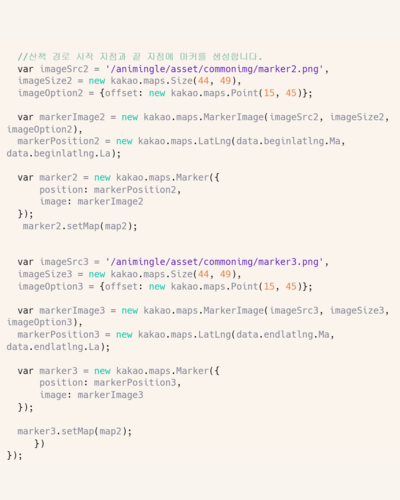 //산책 경로 시작 지점과 끝 지점에 마커를 생성합니다.
var imageSrc2 = '/animingle/asset/commonimg/marker2.png',
imageSize2 = new kakao.maps.Size(44, 49),
imageOption2 = {offset: new kakao.maps.Point(15, 45)};
var markerImage2 = new kakao.maps.MarkerImage(imageSrc2, imageSize2,
imageOption2),
markerPosition2 = new kakao.maps.LatLng(data.beginlatlng.Ma,
data.beginlatlng.La);
var marker2 = new kakao.maps.Marker({
position: markerPosition2,
image: markerImage2
});
marker2.setMap(map2);
var imageSrc3 = '/animingle/asset/commonimg/marker3.png',
imageSize3 = new kakao.maps.Size(44, 49),
imageOption3 = {offset: new kakao.maps.Point(15, 45)};
var markerImage3 = new kakao.maps.MarkerImage(imageSrc3, imageSize3,
imageOption3),
markerPosition3 = new kakao.maps.LatLng(data.endlatlng.Ma,
data.endlatlng.La);
var marker3 = new kakao.maps.Marker({
position: markerPosition3,
image: markerImage3
});
marker3.setMap(map2);
})
});